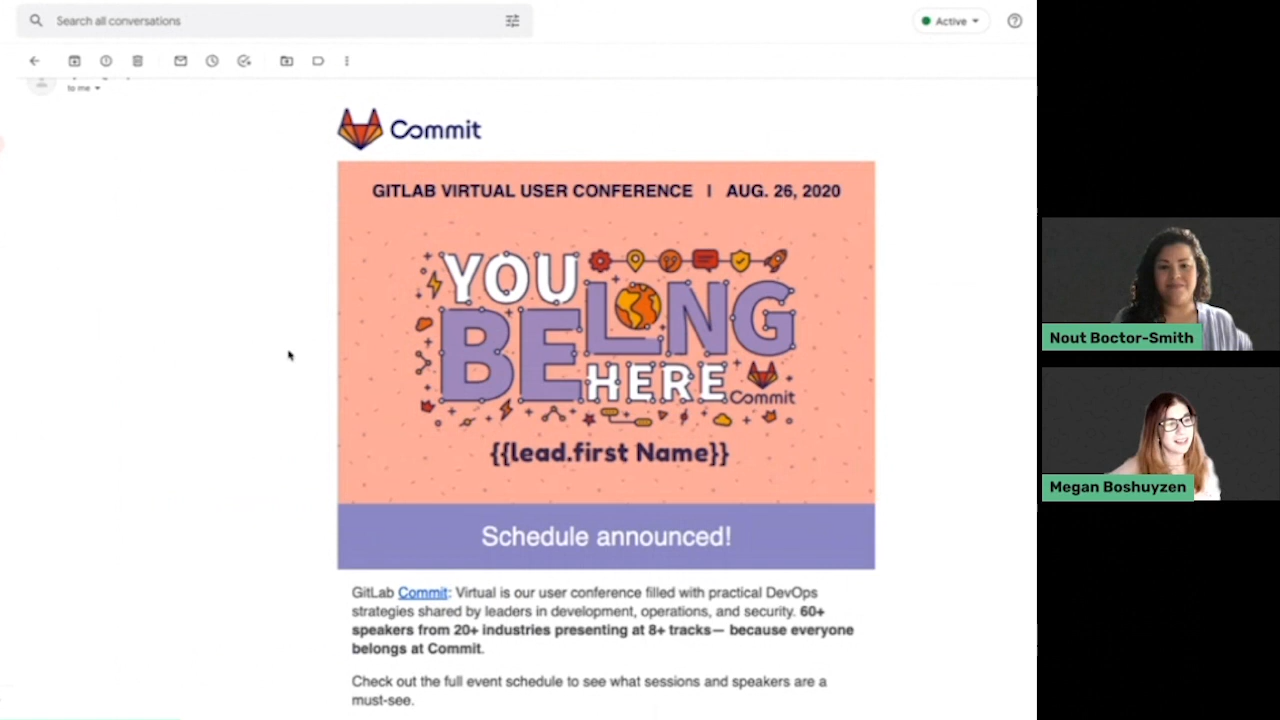 Search all conversations
Active
to me
Commit
GITLAB VIRTUAL USER CONFERENCE | AUG. 26, 2020
YOU
BELONG
HERE
Commit
{{lead.first Name}}
Schedule announced!
GitLab Commit: Virtual is our user conference filled with practical DevOps
strategies shared by leaders in development, operations, and security. 60+
speakers from 20+ industries presenting at 8+ tracks— because everyone
belongs at Commit.
Check out the full event schedule to see what sessions and speakers are a
must-see.
Nout Boctor-Smith
Megan Boshuyzen